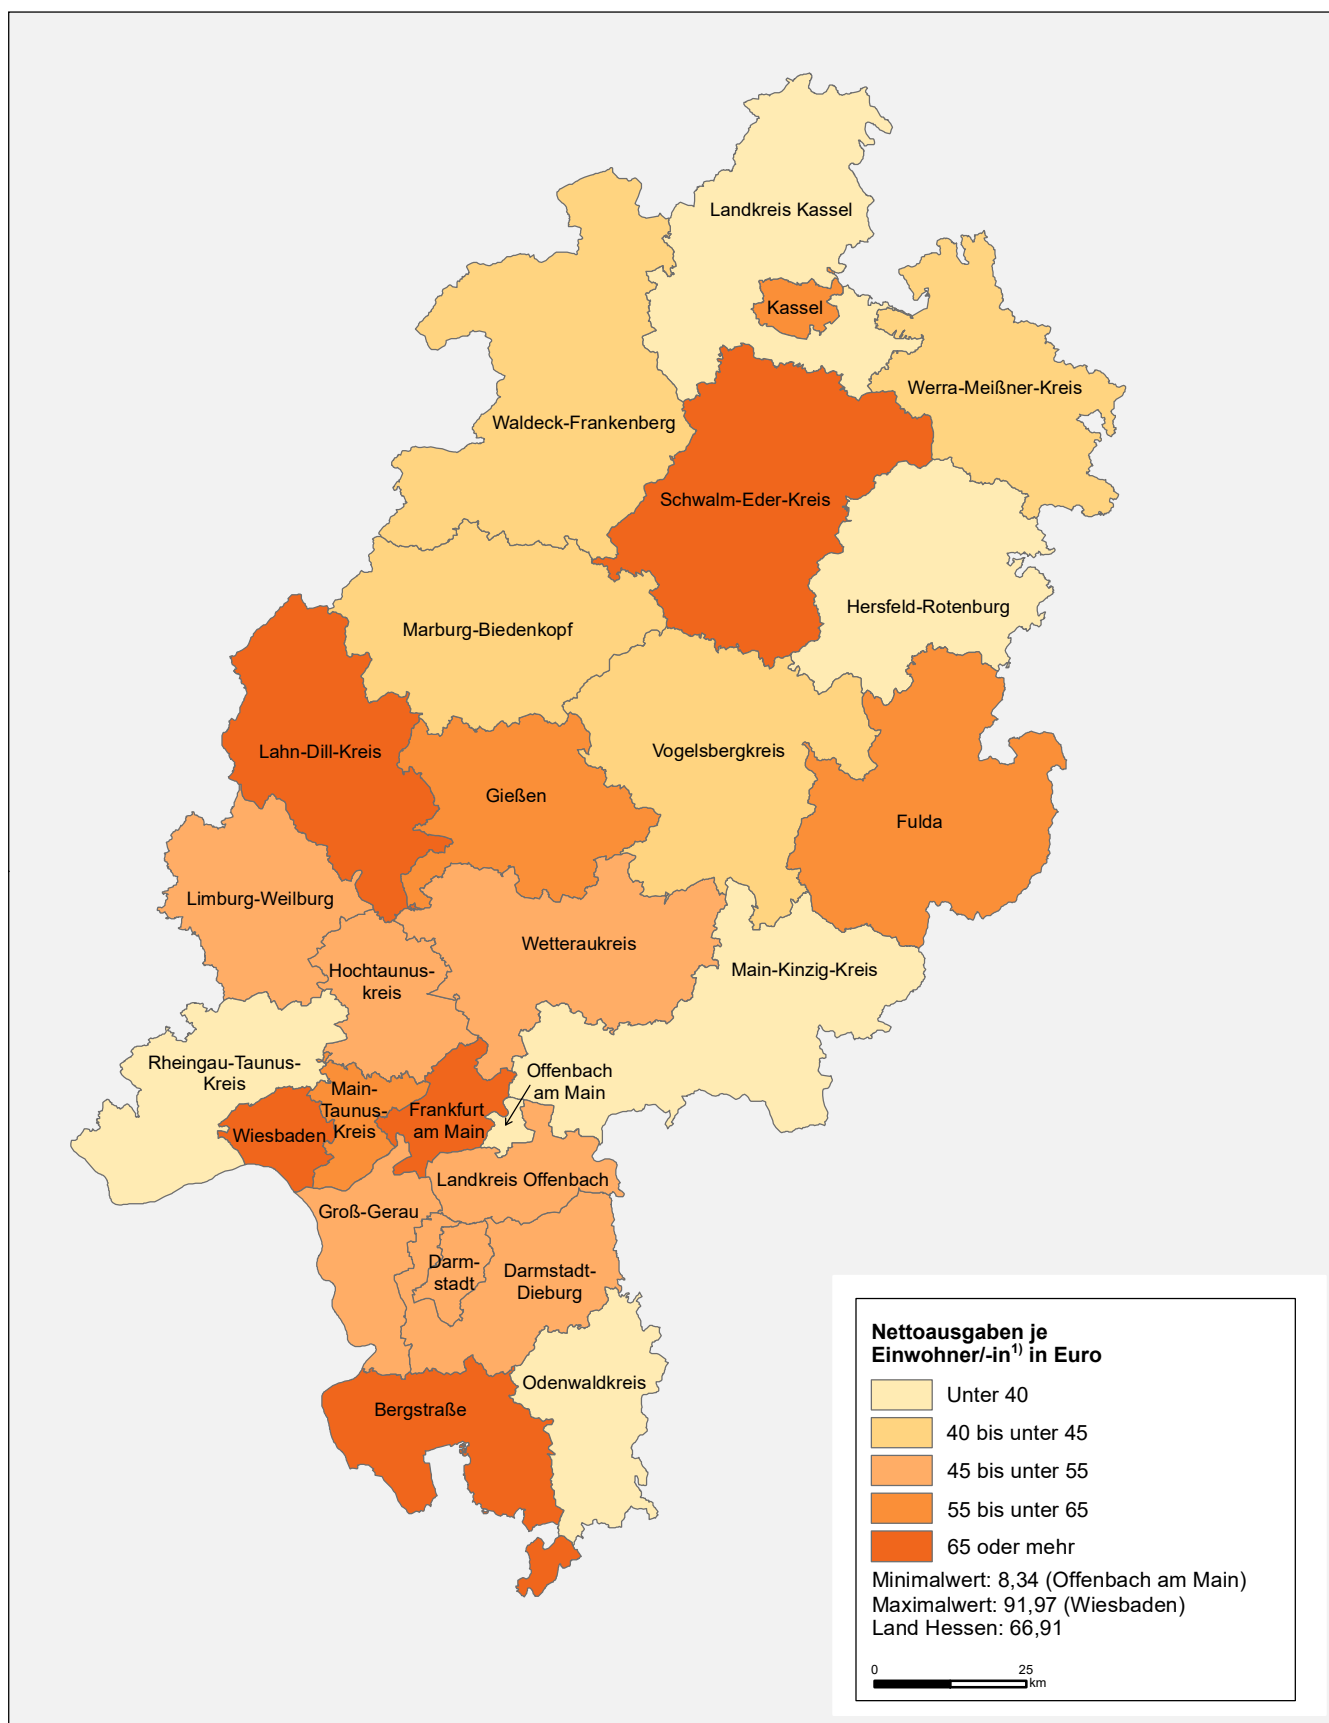 Landkreis Kassel
Kassel
Werra-Meißner-Kreis
Waldeck-Frankenberg
Schwalm-Eder-Kreis
Hersfeld-Rotenburg
Marburg-Biedenkopf
Lahn-Dill-Kreis
Vogelsbergkreis
Gießen
Fulda
Limburg-Weilburg
Wetteraukreis
Main-Kinzig-Kreis
Hochtaunus-
kreis
Rheingau-Taunus-
Kreis
Offenbach
am Main
Main-
Taunus-
Kreis
Frankfurt
am Main
Wiesbaden
Landkreis Offenbach
Groß-Gerau
Darm-
stadt
Darmstadt-
Dieburg
Odenwaldkreis
Bergstraße
Nettoausgaben je
Einwohner/-in¹⁾ in Euro
Unter 40
40 bis unter 45
45 bis unter 55
55 bis unter 65
65 oder mehr
Minimalwert: 8,34 (Offenbach am Main)
Maximalwert: 91,97 (Wiesbaden)
Land Hessen: 66,91
0 25
km